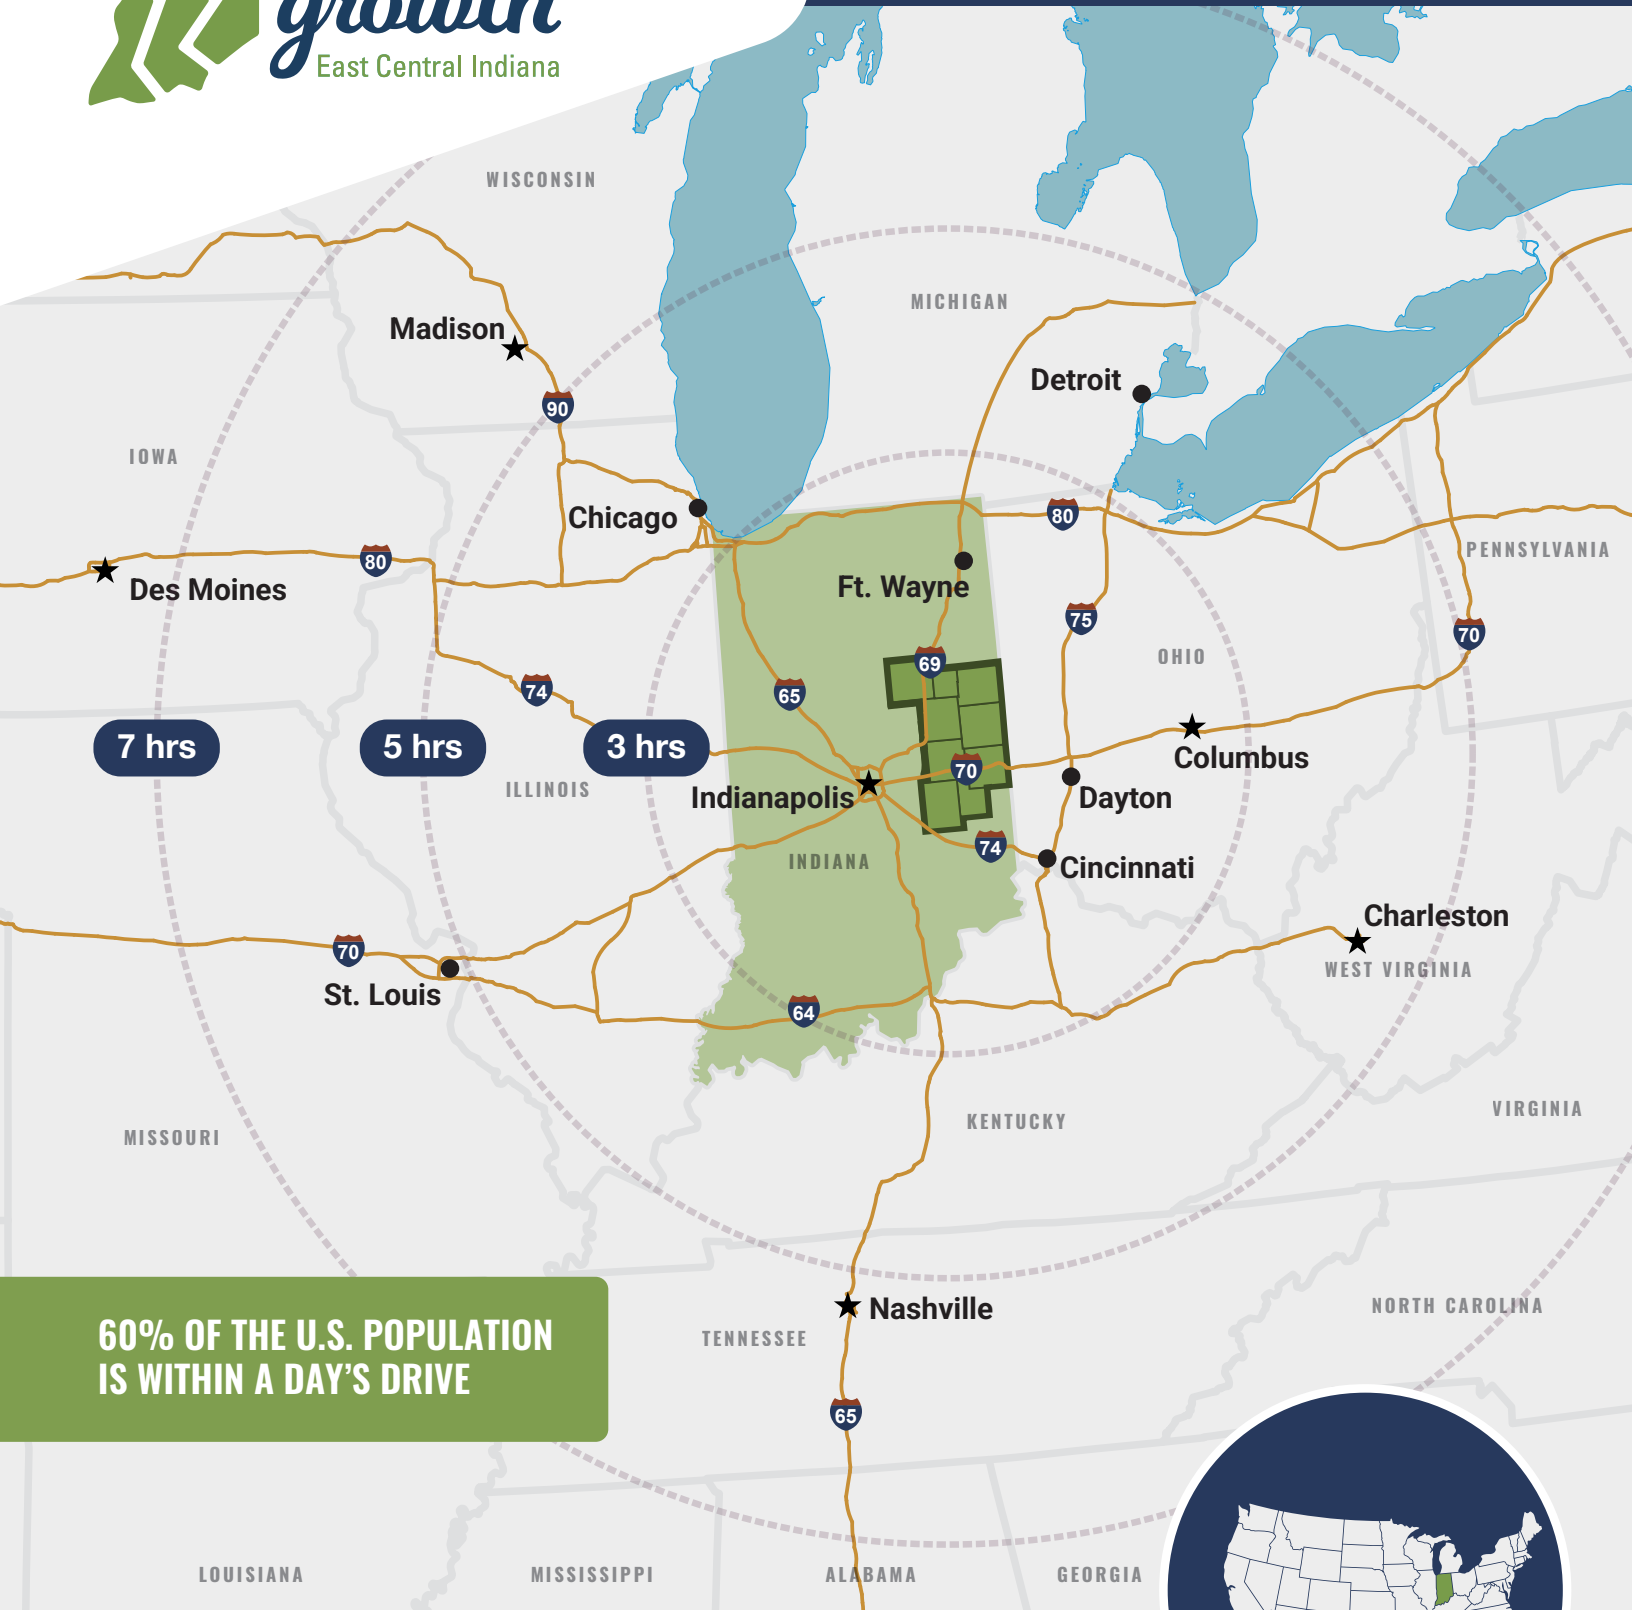 growth
East Central Indiana
WISCONSIN
MICHIGAN
Madison
Detroit
90
IOWA
Chicago
80
PENNSYLVANIA
80
Des Moines
Ft. Wayne
75
70
OHIO
69
74
65
7 hrs
5 hrs
3 hrs
Columbus
70
ILLINOIS
Indianapolis
Dayton
74
INDIANA
Cincinnati
Charleston
70
WEST VIRGINIA
St. Louis
64
VIRGINIA
KENTUCKY
MISSOURI
Nashville
NORTH CAROLINA
60% OF THE U.S. POPULATION
IS WITHIN A DAY'S DRIVE
TENNESSEE
65
LOUISIANA
MISSISSIPPI
ALABAMA
GEORGIA